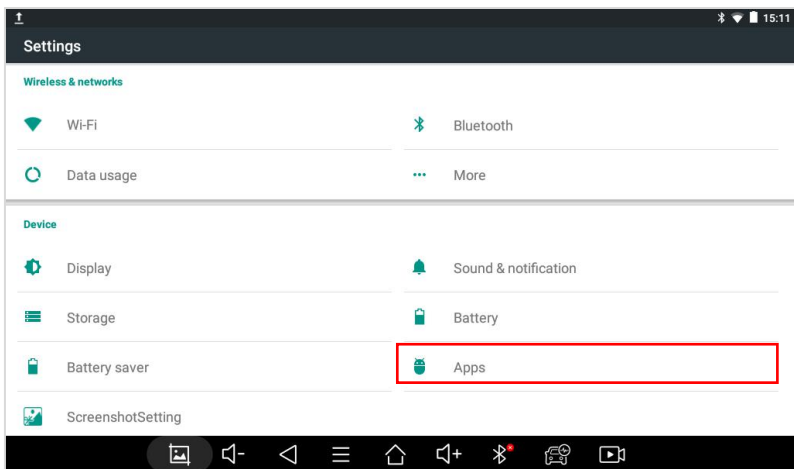 15:11
Settings
Wireless & networks
Wi-Fi
Bluetooth
Data usage
More
Device
Display
Sound & notification
Storage
Battery
Battery saver
Apps
ScreenshotSetting